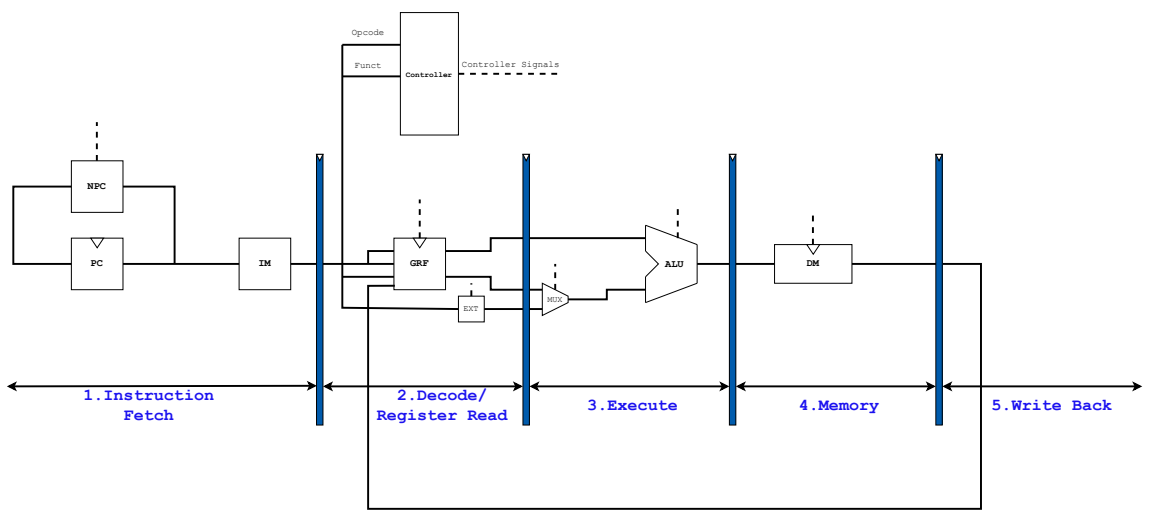 Opcode
Funct
Controller
Controller Signals
NPC
PC
IM
GRF
EXT
MUX
ALU
DM
1.Instruction
Fetch
2.Decode/
Register Read
3.Execute
4.Memory
5.Write Back